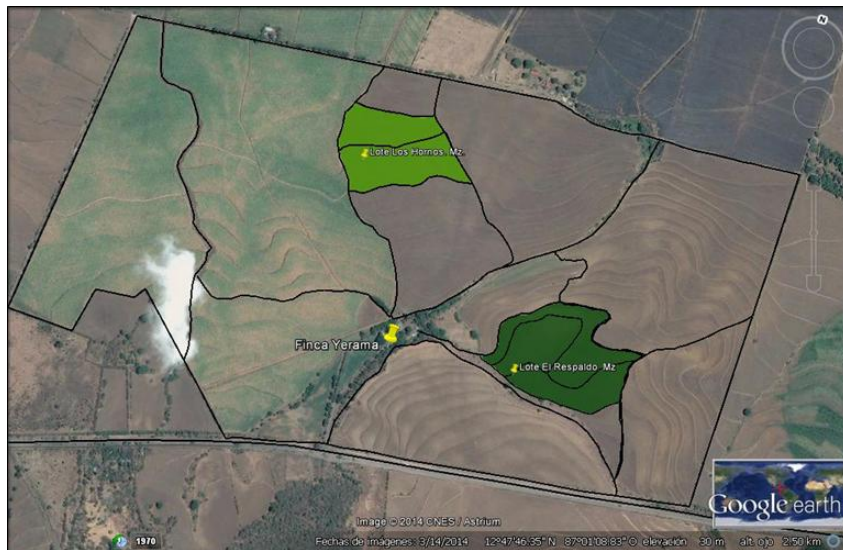 N
Lote Los Hornos. Mz.
Finca Yerama
Lote El Respaldo. Mz
Google earth
Image © 2014 CNES / Astrium
1970
Fechas de imágenes: 3/14/2014 12°47'46.35" N 87°01'08.83" O elevación 30 m alt. ojo 2.50 km